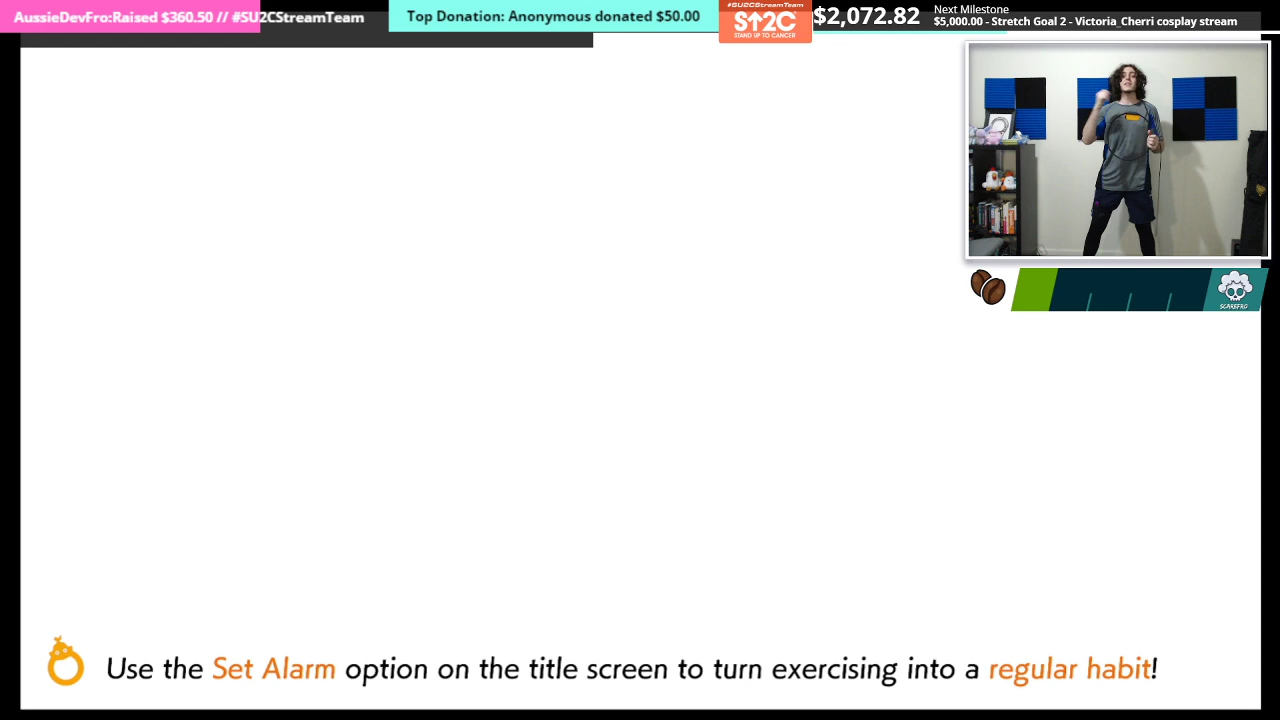 AussieDevFro:Raised $360.50 // #SU2CStreamTeam
Top Donation: Anonymous donated $50.00
#SU2CStreamTeam
SU2C
STAND UP TO CANCER
$2,072.82
Next Milestone
$5,000.00 - Stretch Goal 2 - Victoria_Cherri cosplay stream
SCARBFRO
Use the Set Alarm option on the title screen to turn exercising into a regular habit!